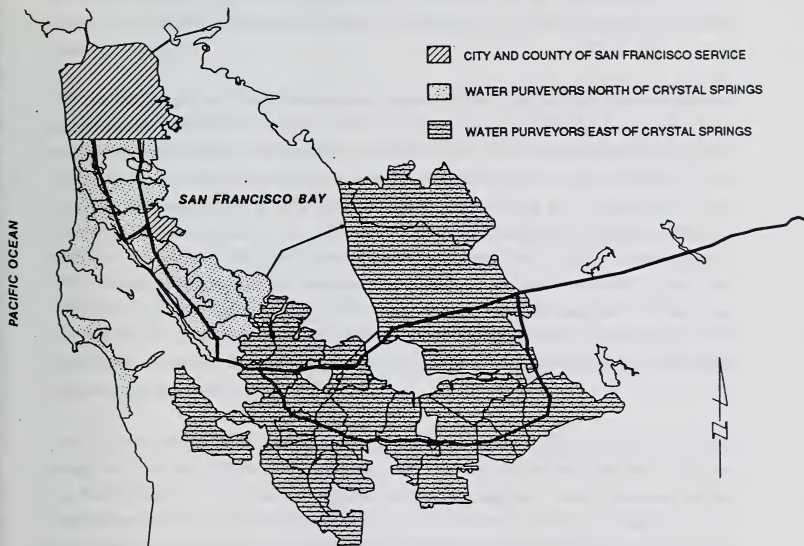 CITY AND COUNTY OF SAN FRANCISCO SERVICE
WATER PURVEYORS NORTH OF CRYSTAL SPRINGS
WATER PURVEYORS EAST OF CRYSTAL SPRINGS
SAN FRANCISCO BAY
PACIFIC OCEAN
N